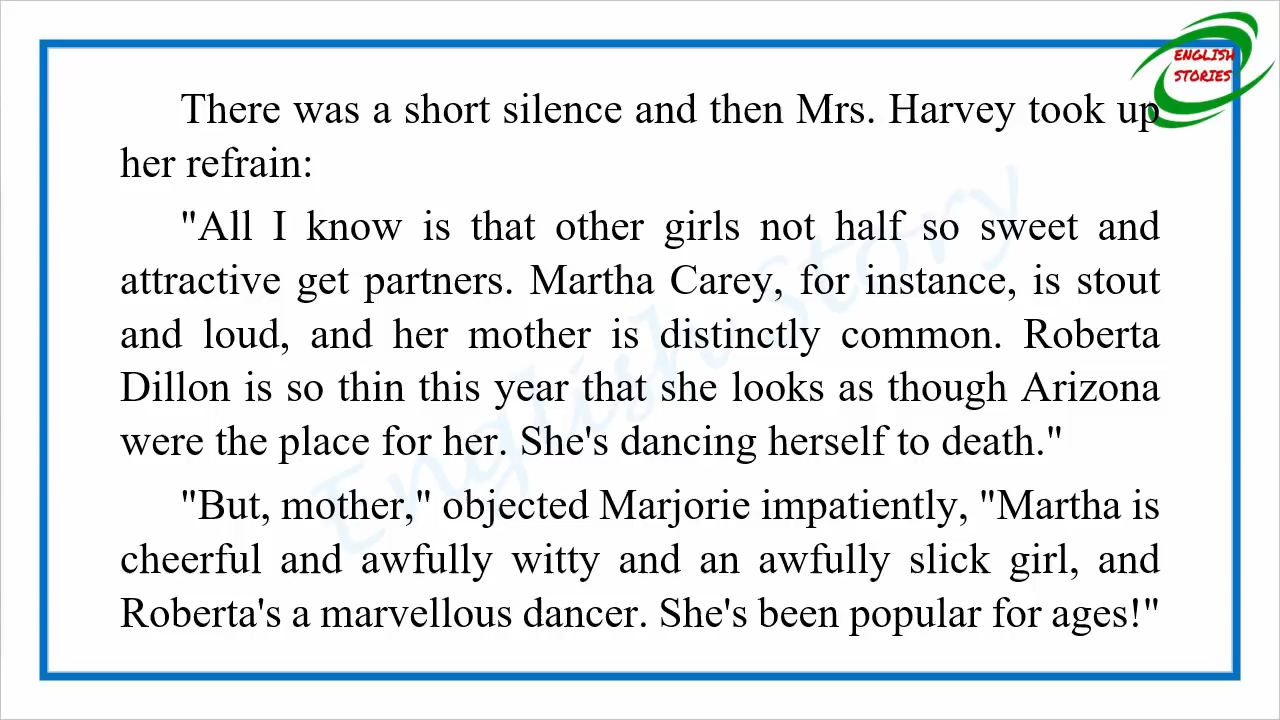 ENGLISH
STORIES
There was a short silence and then Mrs. Harvey took up
her refrain:
"All I know is that other girls not half so sweet and
attractive get partners. Martha Carey, for instance, is stout
and loud, and her mother is distinctly common. Roberta
Dillon is so thin this year that she looks as though Arizona
were the place for her. She's dancing herself to death."
"But, mother," objected Marjorie impatiently, "Martha is
cheerful and awfully witty and an awfully slick girl, and
Roberta's a marvellous dancer. She's been popular for ages!"
English Story